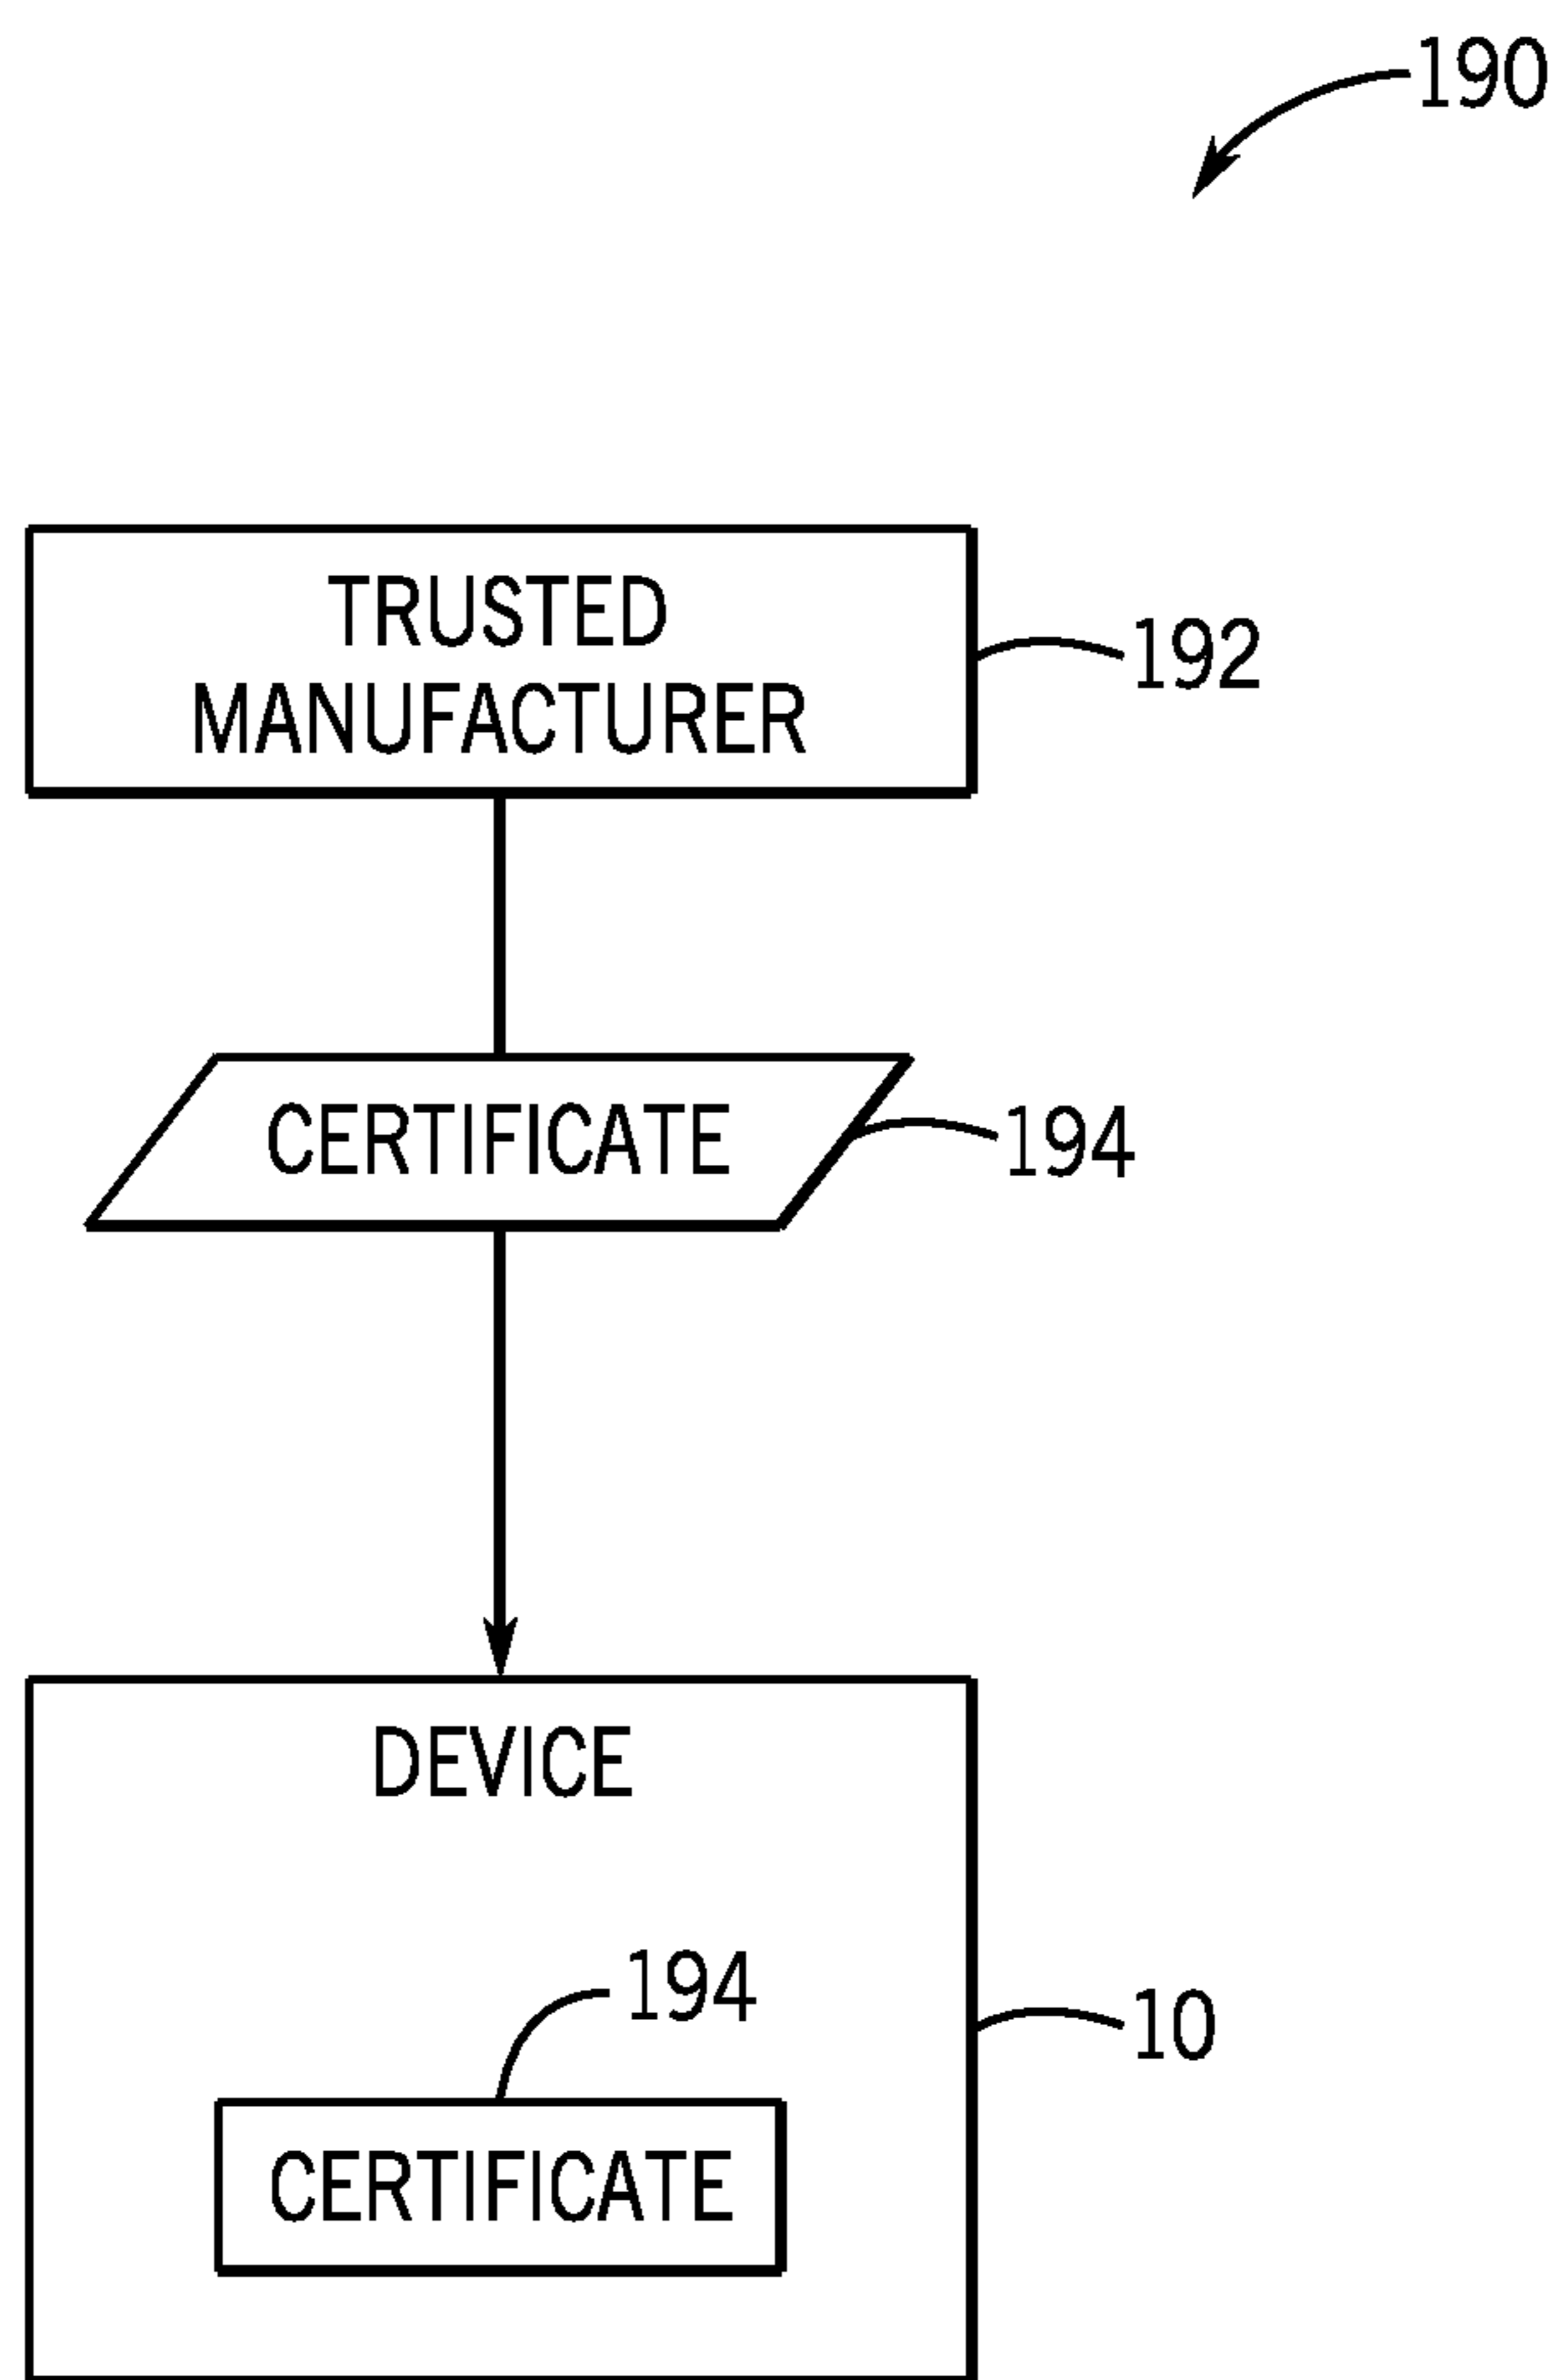 190
TRUSTED
MANUFACTURER
192
CERTIFICATE
194
DEVICE
194
10
CERTIFICATE